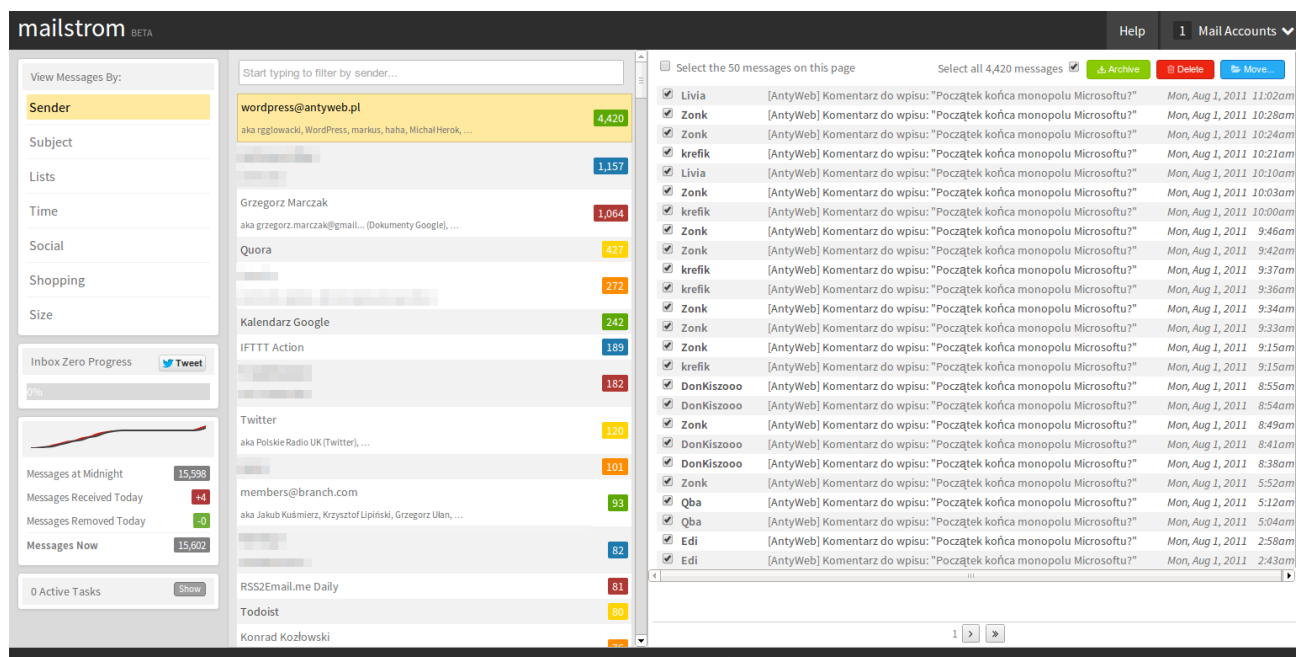 mailstrom BETA
Help
1 Mail Accounts
View Messages By:
Sender
Subject
Lists
Time
Social
Shopping
Size
Inbox Zero Progress
Tweet
0%
Messages at Midnight 15,598
Messages Received Today +4
Messages Removed Today -0
Messages Now 15,602
0 Active Tasks Show
Start typing to filter by sender...
wordpress@antyweb.pl
4,420
aka rgglowacki, WordPress, markus, haha, Michał Herok, ...
1,157
Grzegorz Marczak
1,064
aka grzegorz.marczak@gmail... (Dokumenty Google), ...
Quora 427
272
Kalendarz Google 242
IFTTT Action 189
182
Twitter
120
aka Polskie Radio UK (Twitter), ...
101
members@branch.com
93
aka Jakub Kuśmierz, Krzysztof Lipiński, Grzegorz Ułan, ...
82
RSS2Email.me Daily 81
Todoist 80
Konrad Kozłowski
76
Select the 50 messages on this page
Select all 4,420 messages
Archive
Delete
Move...
Livia [AntyWeb] Komentarz do wpisu: "Początek końca monopolu Microsoftu?" Mon, Aug 1, 2011 11:02am
Zonk [AntyWeb] Komentarz do wpisu: "Początek końca monopolu Microsoftu?" Mon, Aug 1, 2011 10:28am
Zonk [AntyWeb] Komentarz do wpisu: "Początek końca monopolu Microsoftu?" Mon, Aug 1, 2011 10:24am
krefik [AntyWeb] Komentarz do wpisu: "Początek końca monopolu Microsoftu?" Mon, Aug 1, 2011 10:21am
Livia [AntyWeb] Komentarz do wpisu: "Początek końca monopolu Microsoftu?" Mon, Aug 1, 2011 10:10am
Zonk [AntyWeb] Komentarz do wpisu: "Początek końca monopolu Microsoftu?" Mon, Aug 1, 2011 10:03am
krefik [AntyWeb] Komentarz do wpisu: "Początek końca monopolu Microsoftu?" Mon, Aug 1, 2011 10:00am
Zonk [AntyWeb] Komentarz do wpisu: "Początek końca monopolu Microsoftu?" Mon, Aug 1, 2011 9:46am
Zonk [AntyWeb] Komentarz do wpisu: "Początek końca monopolu Microsoftu?" Mon, Aug 1, 2011 9:42am
krefik [AntyWeb] Komentarz do wpisu: "Początek końca monopolu Microsoftu?" Mon, Aug 1, 2011 9:37am
krefik [AntyWeb] Komentarz do wpisu: "Początek końca monopolu Microsoftu?" Mon, Aug 1, 2011 9:36am
Zonk [AntyWeb] Komentarz do wpisu: "Początek końca monopolu Microsoftu?" Mon, Aug 1, 2011 9:34am
Zonk [AntyWeb] Komentarz do wpisu: "Początek końca monopolu Microsoftu?" Mon, Aug 1, 2011 9:33am
Zonk [AntyWeb] Komentarz do wpisu: "Początek końca monopolu Microsoftu?" Mon, Aug 1, 2011 9:15am
krefik [AntyWeb] Komentarz do wpisu: "Początek końca monopolu Microsoftu?" Mon, Aug 1, 2011 9:15am
DonKiszooo [AntyWeb] Komentarz do wpisu: "Początek końca monopolu Microsoftu?" Mon, Aug 1, 2011 8:55am
DonKiszooo [AntyWeb] Komentarz do wpisu: "Początek końca monopolu Microsoftu?" Mon, Aug 1, 2011 8:54am
Zonk [AntyWeb] Komentarz do wpisu: "Początek końca monopolu Microsoftu?" Mon, Aug 1, 2011 8:49am
DonKiszooo [AntyWeb] Komentarz do wpisu: "Początek końca monopolu Microsoftu?" Mon, Aug 1, 2011 8:41am
DonKiszooo [AntyWeb] Komentarz do wpisu: "Początek końca monopolu Microsoftu?" Mon, Aug 1, 2011 8:38am
Zonk [AntyWeb] Komentarz do wpisu: "Początek końca monopolu Microsoftu?" Mon, Aug 1, 2011 5:52am
Qba [AntyWeb] Komentarz do wpisu: "Początek końca monopolu Microsoftu?" Mon, Aug 1, 2011 5:12am
Qba [AntyWeb] Komentarz do wpisu: "Początek końca monopolu Microsoftu?" Mon, Aug 1, 2011 5:04am
Edi [AntyWeb] Komentarz do wpisu: "Początek końca monopolu Microsoftu?" Mon, Aug 1, 2011 2:58am
Edi [AntyWeb] Komentarz do wpisu: "Początek końca monopolu Microsoftu?" Mon, Aug 1, 2011 2:43am
1 > »